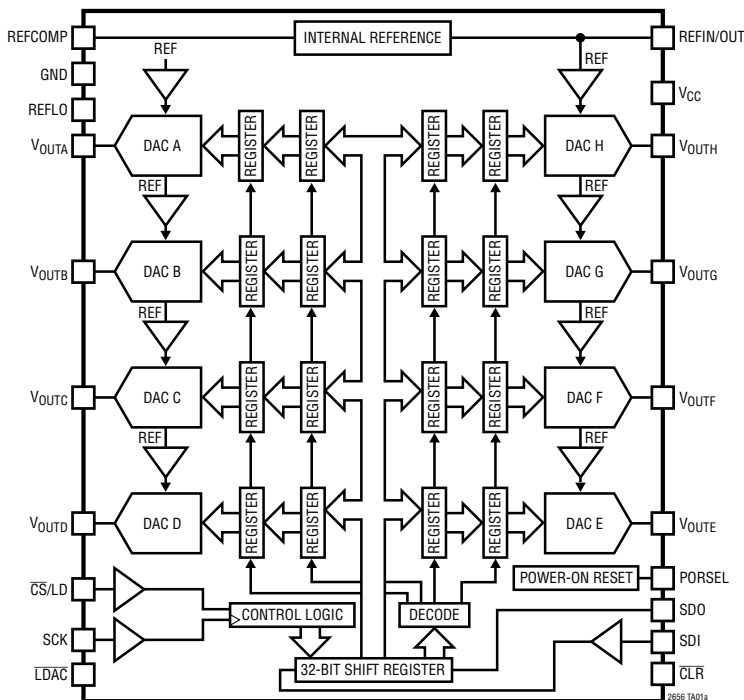 REFCOMP
INTERNAL REFERENCE
REFIN/OUT
REF
REF
GND
VCC
REFLO
VOUTA
DAC A
REGISTER
REGISTER
REGISTER
REGISTER
DAC H
VOUTH
REF
REF
VOUTB
DAC B
REGISTER
REGISTER
REGISTER
REGISTER
DAC G
VOUTG
REF
REF
VOUTC
DAC C
REGISTER
REGISTER
REGISTER
REGISTER
DAC F
VOUTF
REF
REF
VOUTD
DAC D
REGISTER
REGISTER
REGISTER
REGISTER
DAC E
VOUTE
CS/LD
POWER-ON RESET
PORSEL
CONTROL LOGIC
DECODE
SDO
SCK
SDI
LDAC
32-BIT SHIFT REGISTER
CLR
2656 TA01a